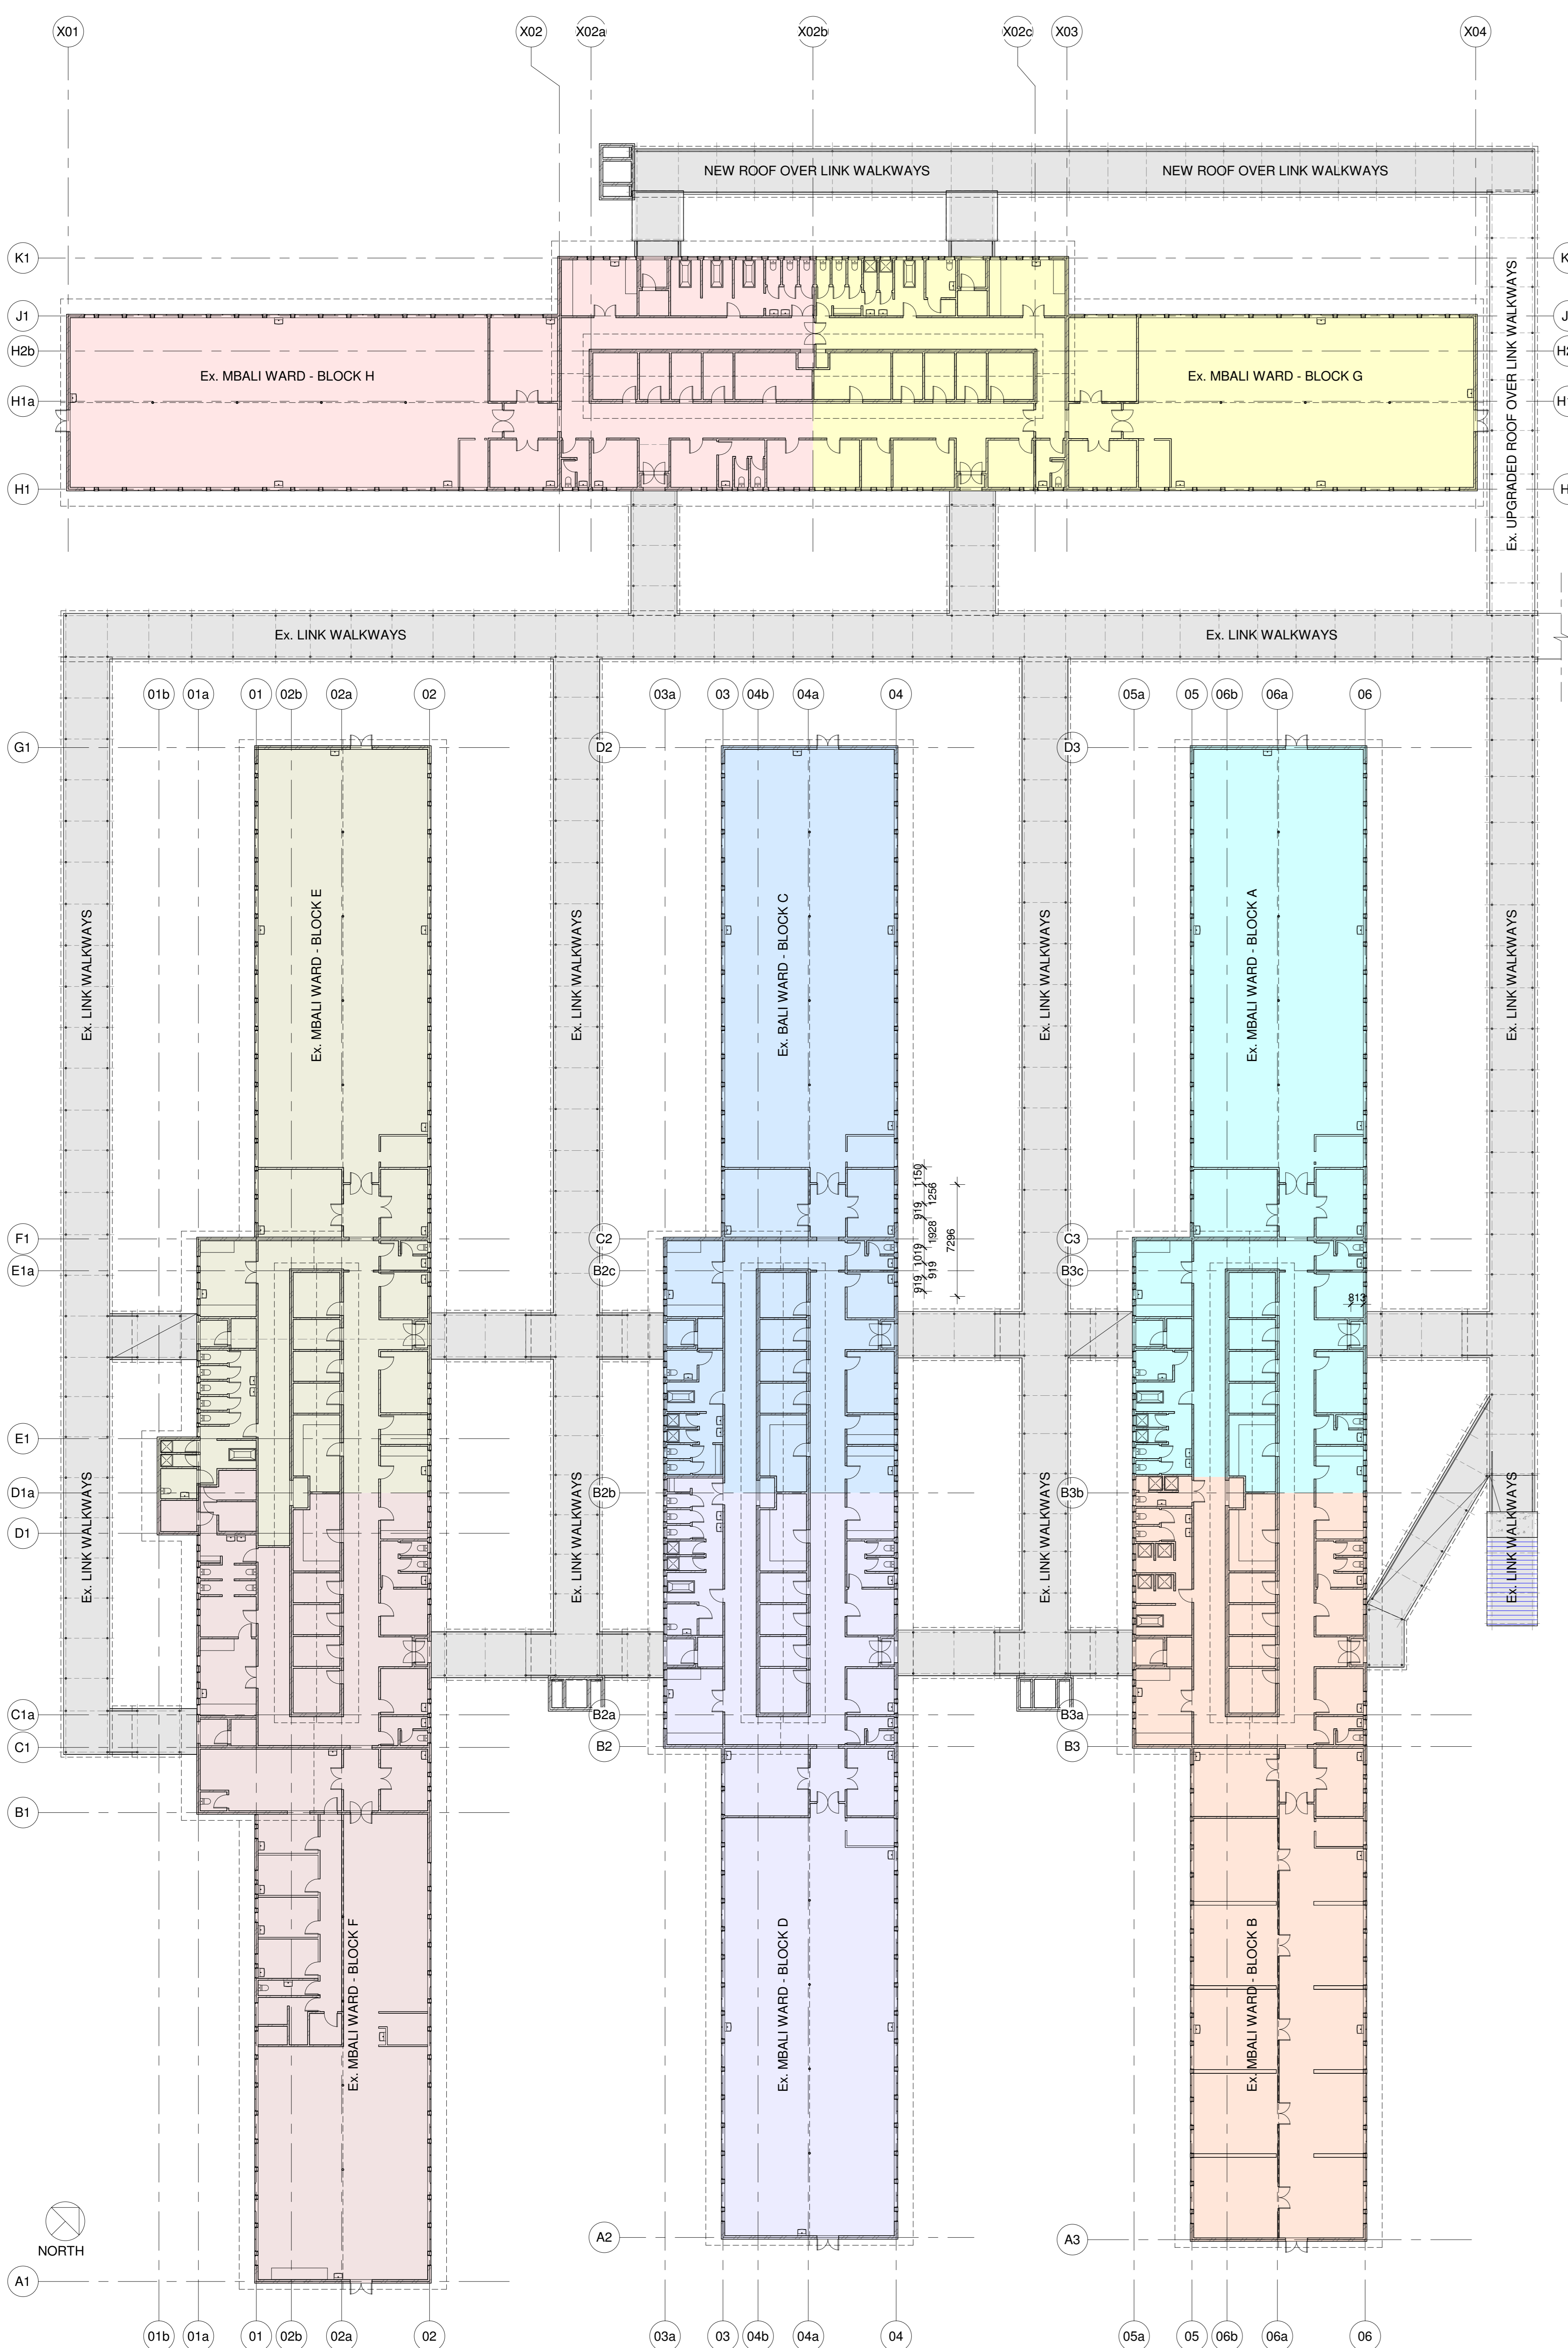 X01
X02
X02a
X02b
X02c
X03
X04
NEW ROOF OVER LINK WALKWAYS
NEW ROOF OVER LINK WALKWAYS
K1
J1
H2b
H1a
H1
Ex. MBALI WARD - BLOCK H
Ex. MBALI WARD - BLOCK G
Ex. UPGRADED ROOF OVER LINK WALKWAYS
Ex. LINK WALKWAYS
Ex. LINK WALKWAYS
01b
01a
01
02b
02a
02
03a
03
04b
04a
04
05a
05
06b
06a
06
G1
D2
D3
Ex. LINK WALKWAYS
Ex. MBALI WARD - BLOCK E
Ex. LINK WALKWAYS
Ex. BALI WARD - BLOCK C
Ex. LINK WALKWAYS
Ex. MBALI WARD - BLOCK A
Ex. LINK WALKWAYS
1150
1256
919
1928
7296
1019
919
919
813
F1
C2
C3
E1a
B2c
B3c
E1
D1a
B2b
B3b
D1
Ex. LINK WALKWAYS
Ex. LINK WALKWAYS
Ex. LINK WALKWAYS
Ex. LINK WALKWAYS
C1a
B2a
B3a
C1
B2
B3
B1
Ex. MBALI WARD - BLOCK F
Ex. MBALI WARD - BLOCK D
Ex. MBALI WARD - BLOCK B
NORTH
A2
A3
A1
01b
01a
01
02b
02a
02
03a
03
04b
04a
04
05a
05
06b
06a
06